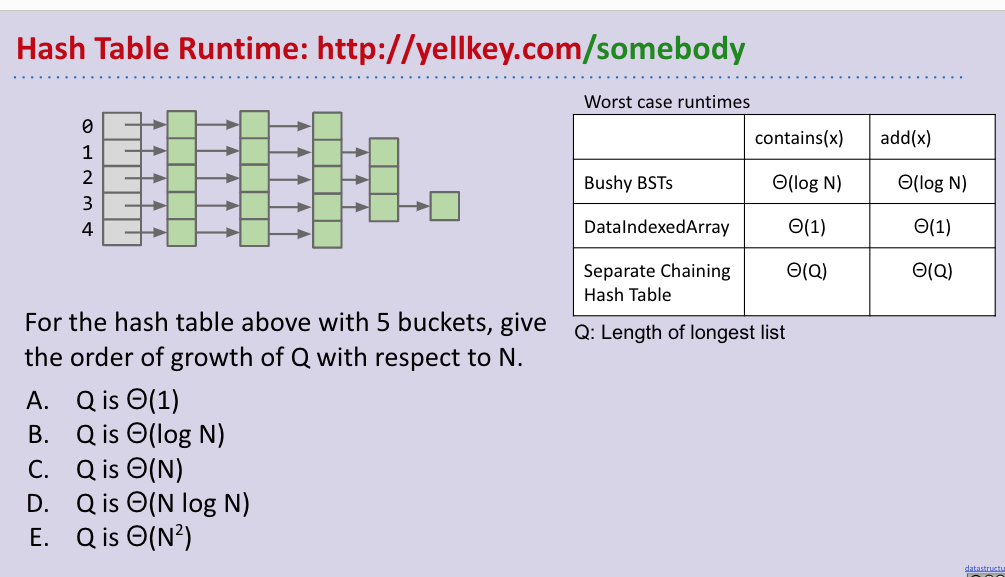 Hash Table Runtime: http://yellkey.com/somebody
0
1
2
3
4
Worst case runtimes
contains(x) add(x)
Bushy BSTs Θ(log N) Θ(log N)
DataIndexedArray Θ(1) Θ(1)
Separate Chaining Θ(Q) Θ(Q)
Hash Table
Q: Length of longest list
For the hash table above with 5 buckets, give
the order of growth of Q with respect to N.
A. Q is Θ(1)
B. Q is Θ(log N)
C. Q is Θ(N)
D. Q is Θ(N log N)
E. Q is Θ(N²)
datastructu